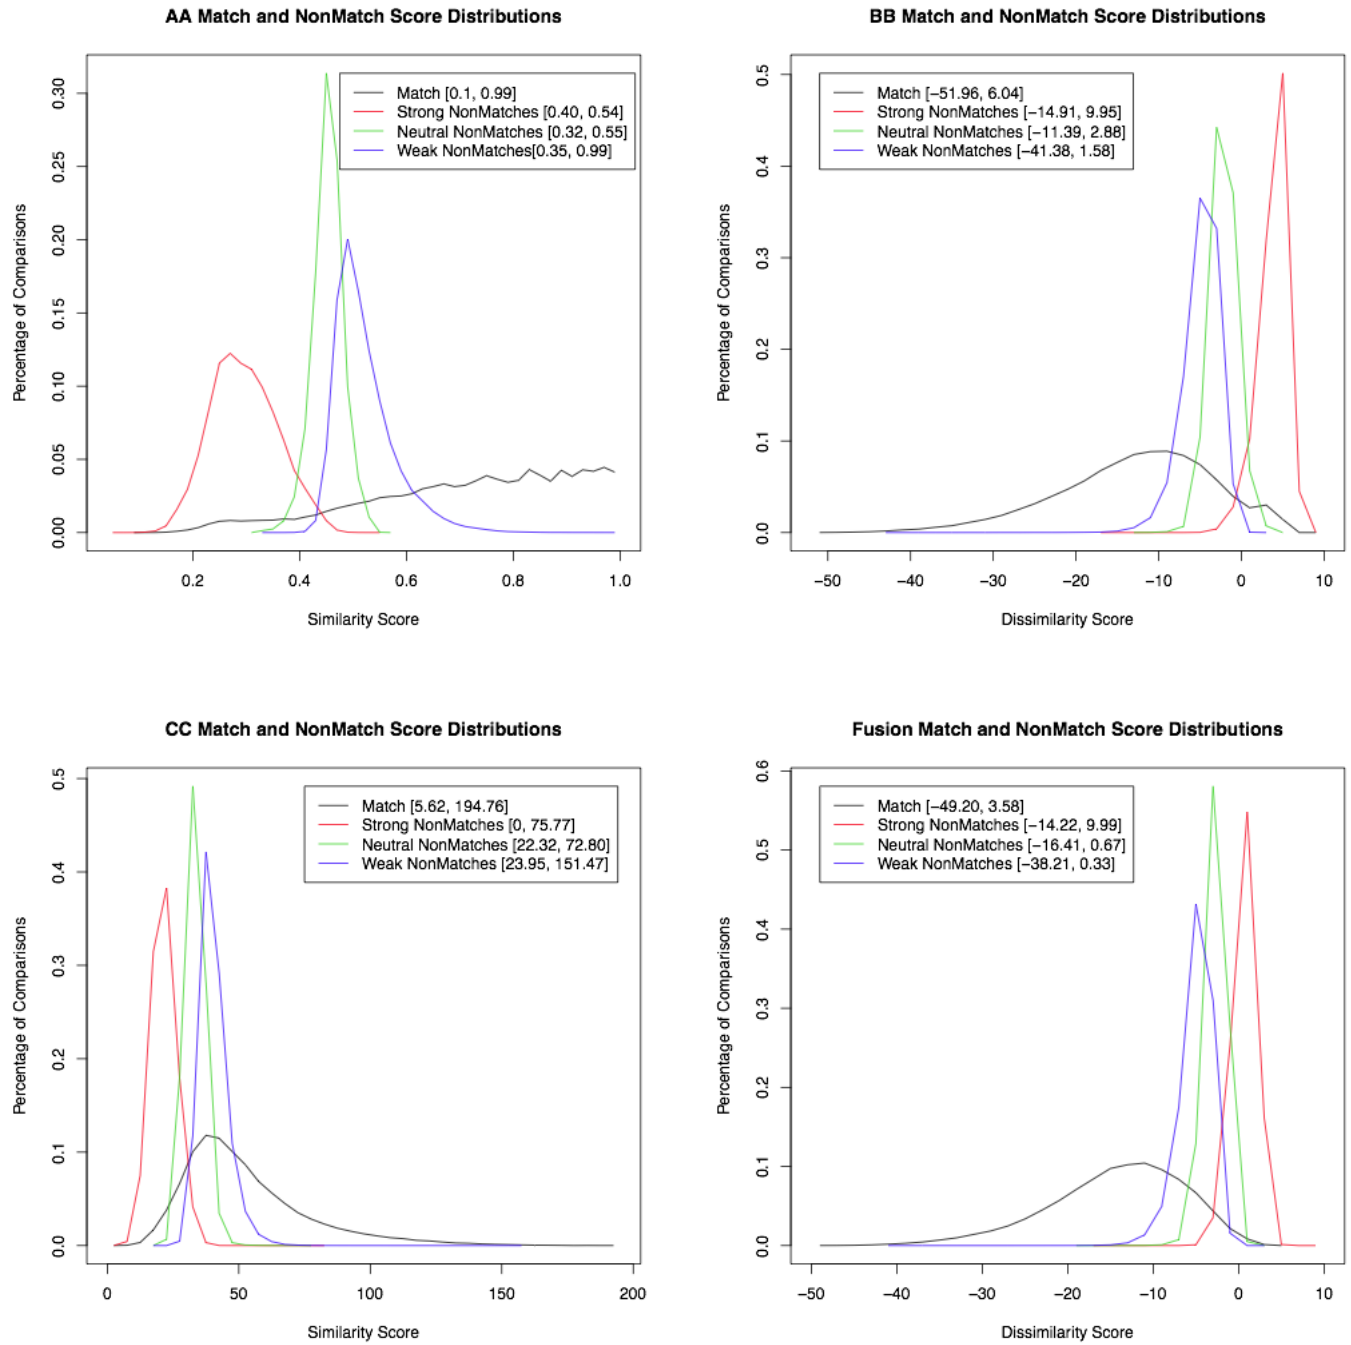 AA Match and NonMatch Score Distributions
Percentage of Comparisons
0.30
0.25
0.20
0.15
0.10
0.05
0.00
Match [0.1, 0.99]
Strong NonMatches [0.40, 0.54]
Neutral NonMatches [0.32, 0.55]
Weak NonMatches[0.35, 0.99]
0.2 0.4 0.6 0.8 1.0
Similarity Score
BB Match and NonMatch Score Distributions
Percentage of Comparisons
0.5
0.4
0.3
0.2
0.1
0.0
Match [−51.96, 6.04]
Strong NonMatches [−14.91, 9.95]
Neutral NonMatches [−11.39, 2.88]
Weak NonMatches [−41.38, 1.58]
−50 −40 −30 −20 −10 0 10
Dissimilarity Score
CC Match and NonMatch Score Distributions
Percentage of Comparisons
0.5
0.4
0.3
0.2
0.1
0.0
Match [5.62, 194.76]
Strong NonMatches [0, 75.77]
Neutral NonMatches [22.32, 72.80]
Weak NonMatches [23.95, 151.47]
0 50 100 150 200
Similarity Score
Fusion Match and NonMatch Score Distributions
Percentage of Comparisons
0.6
0.5
0.4
0.3
0.2
0.1
0.0
Match [−49.20, 3.58]
Strong NonMatches [−14.22, 9.99]
Neutral NonMatches [−16.41, 0.67]
Weak NonMatches [−38.21, 0.33]
−50 −40 −30 −20 −10 0 10
Dissimilarity Score